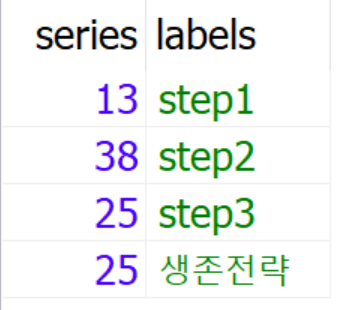 series labels
13 step1
38 step2
25 step3
25 생존전략